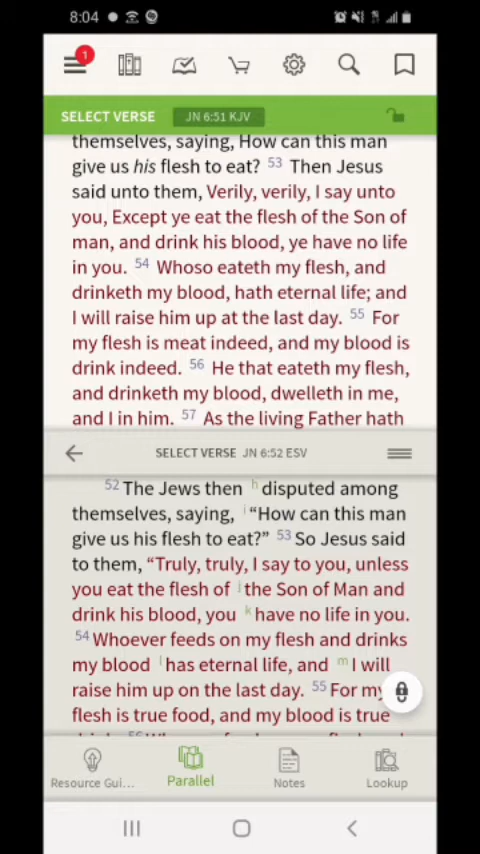 8:04
1
SELECT VERSE JN 6:51 KJV
themselves, saying, How can this man
give us his flesh to eat? 53 Then Jesus
said unto them, Verily, verily, I say unto
you, Except ye eat the flesh of the Son of
man, and drink his blood, ye have no life
in you. 54 Whoso eateth my flesh, and
drinketh my blood, hath eternal life; and
I will raise him up at the last day. 55 For
my flesh is meat indeed, and my blood is
drink indeed. 56 He that eateth my flesh,
and drinketh my blood, dwelleth in me,
and I in him. 57 As the living Father hath
SELECT VERSE JN 6:52 ESV
52 The Jews then h disputed among
themselves, saying, i “How can this man
give us his flesh to eat?” 53 So Jesus said
to them, “Truly, truly, I say to you, unless
you eat the flesh of j the Son of Man and
drink his blood, you k have no life in you.
54 Whoever feeds on my flesh and drinks
my blood l has eternal life, and m I will
raise him up on the last day. 55 For my
flesh is true food, and my blood is true
Resource Gui...
Parallel
Notes
Lookup